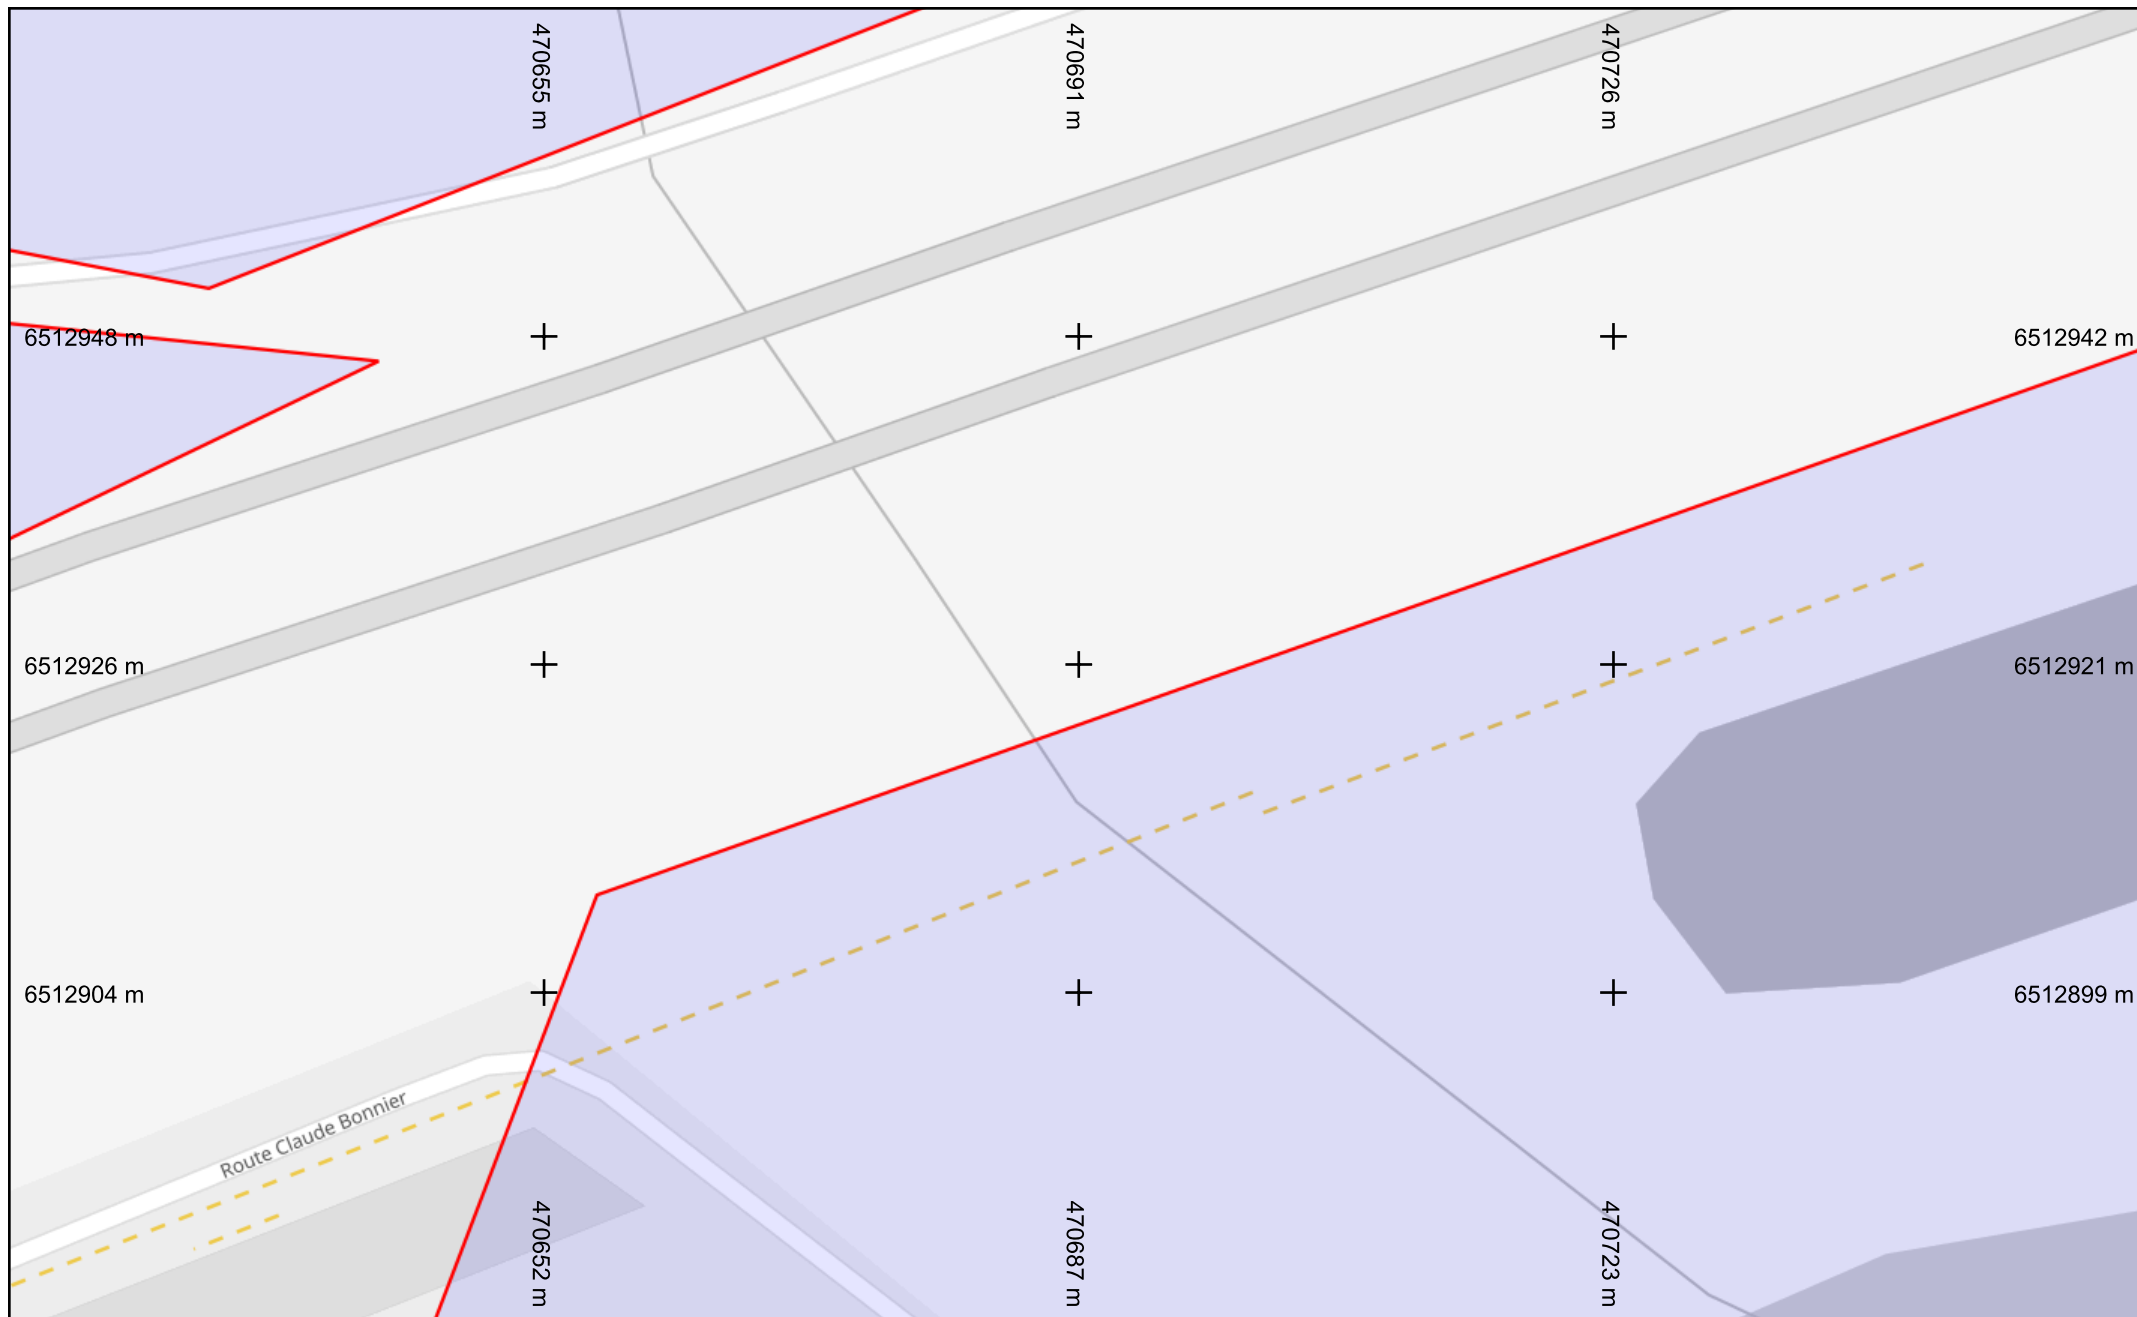 470655 m
470691 m
470726 m
6512948 m
6512942 m
6512926 m
6512921 m
6512904 m
6512899 m
Route Claude Bonnier
470652 m
470687 m
470723 m